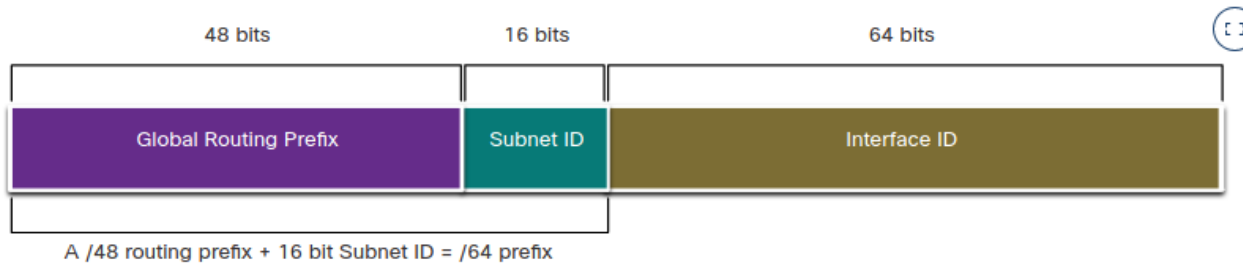 48 bits 16 bits 64 bits
Global Routing Prefix Subnet ID Interface ID
A /48 routing prefix + 16 bit Subnet ID = /64 prefix